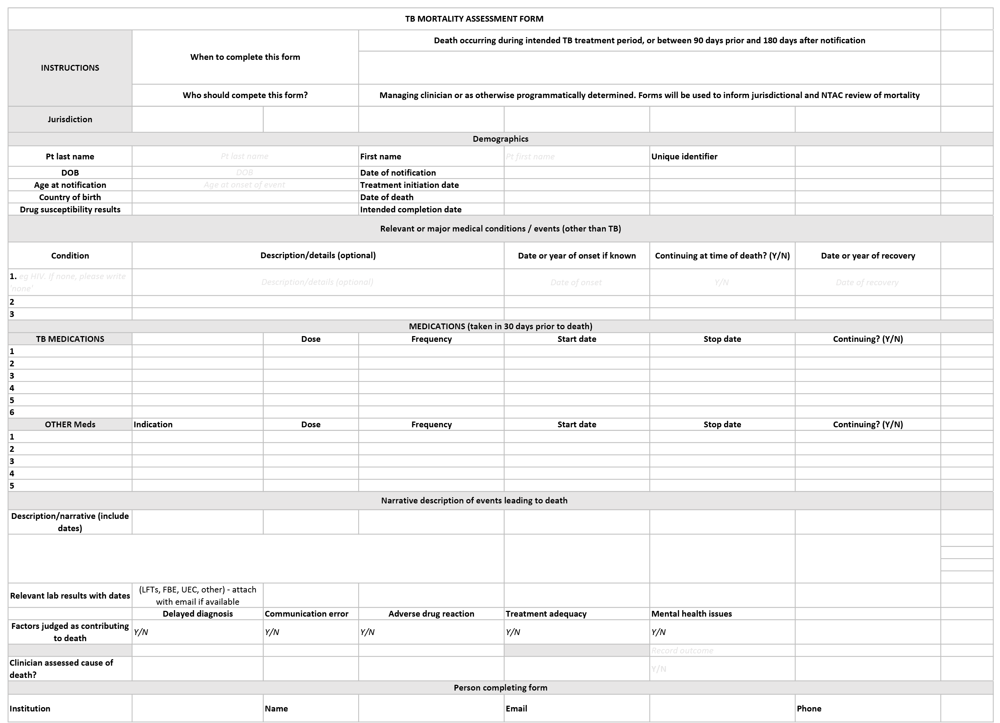 TB MORTALITY ASSESSMENT FORM
INSTRUCTIONS
When to complete this form
Death occurring during intended TB treatment period, or between 90 days prior and 180 days after notification
Who should compete this form?
Managing clinician or as otherwise programmatically determined. Forms will be used to inform jurisdictional and NTAC review of mortality
Jurisdiction
Demographics
Pt last name Pt last name First name Pt first name Unique identifier
DOB DOB Date of notification
Age at notification Age at onset of event Treatment initiation date
Country of birth Date of death
Drug susceptibility results Intended completion date
Relevant or major medical conditions / events (other than TB)
Condition Description/details (optional) Date or year of onset if known Continuing at time of death? (Y/N) Date or year of recovery
1. eg HIV. If none, please write
'none'
Description/details (optional) Date of onset Y/N Date of recovery
2
3
MEDICATIONS (taken in 30 days prior to death)
TB MEDICATIONS Dose Frequency Start date Stop date Continuing? (Y/N)
1
2
3
4
5
6
OTHER Meds Indication Dose Frequency Start date Stop date Continuing? (Y/N)
1
2
3
4
5
Narrative description of events leading to death
Description/narrative (include
dates)
Relevant lab results with dates
(LFTs, FBE, UEC, other) - attach
with email if available
Delayed diagnosis Communication error Adverse drug reaction Treatment adequacy Mental health issues
Factors judged as contributing
to death
Y/N Y/N Y/N Y/N Y/N
Record outcome
Clinician assessed cause of
death?
Y/N
Person completing form
Institution Name Email Phone